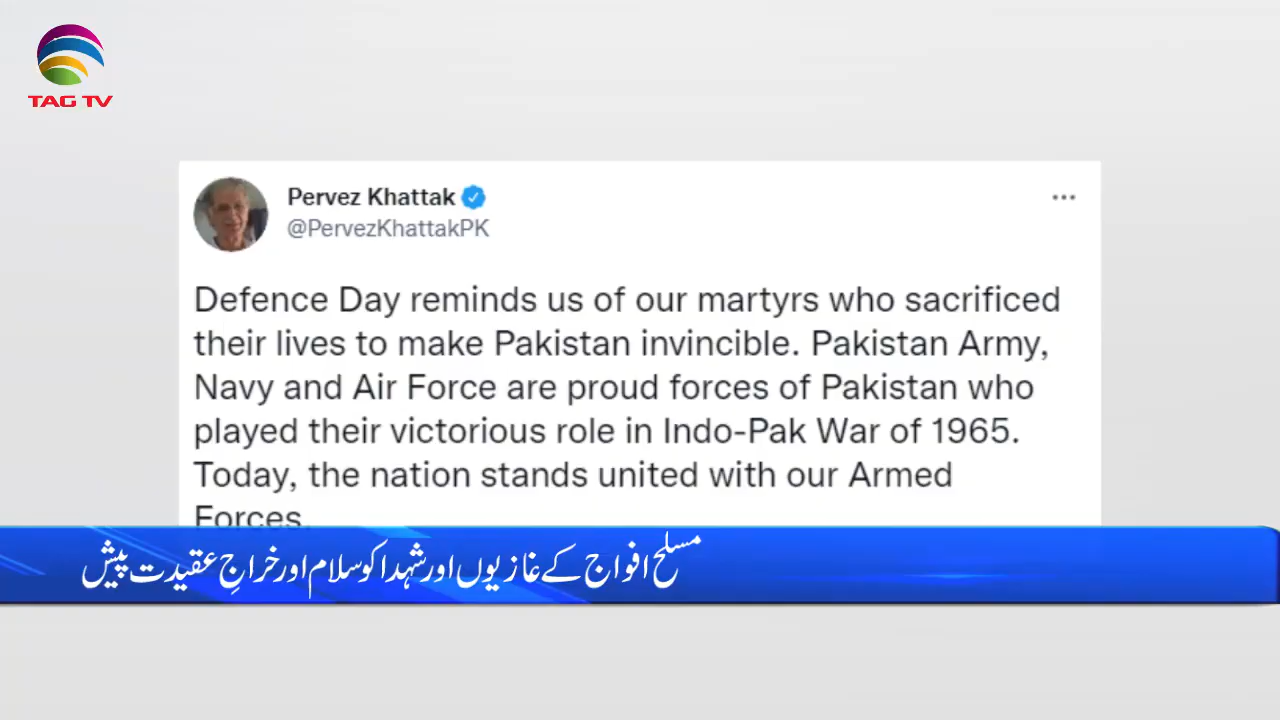 TAG TV
Pervez Khattak
@PervezKhattakPK
Defence Day reminds us of our martyrs who sacrificed
their lives to make Pakistan invincible. Pakistan Army,
Navy and Air Force are proud forces of Pakistan who
played their victorious role in Indo-Pak War of 1965.
Today, the nation stands united with our Armed
Forces.
مسلح افواج کے غازیوں اور شہدا کو سلام اور خراجِ عقیدت پیش